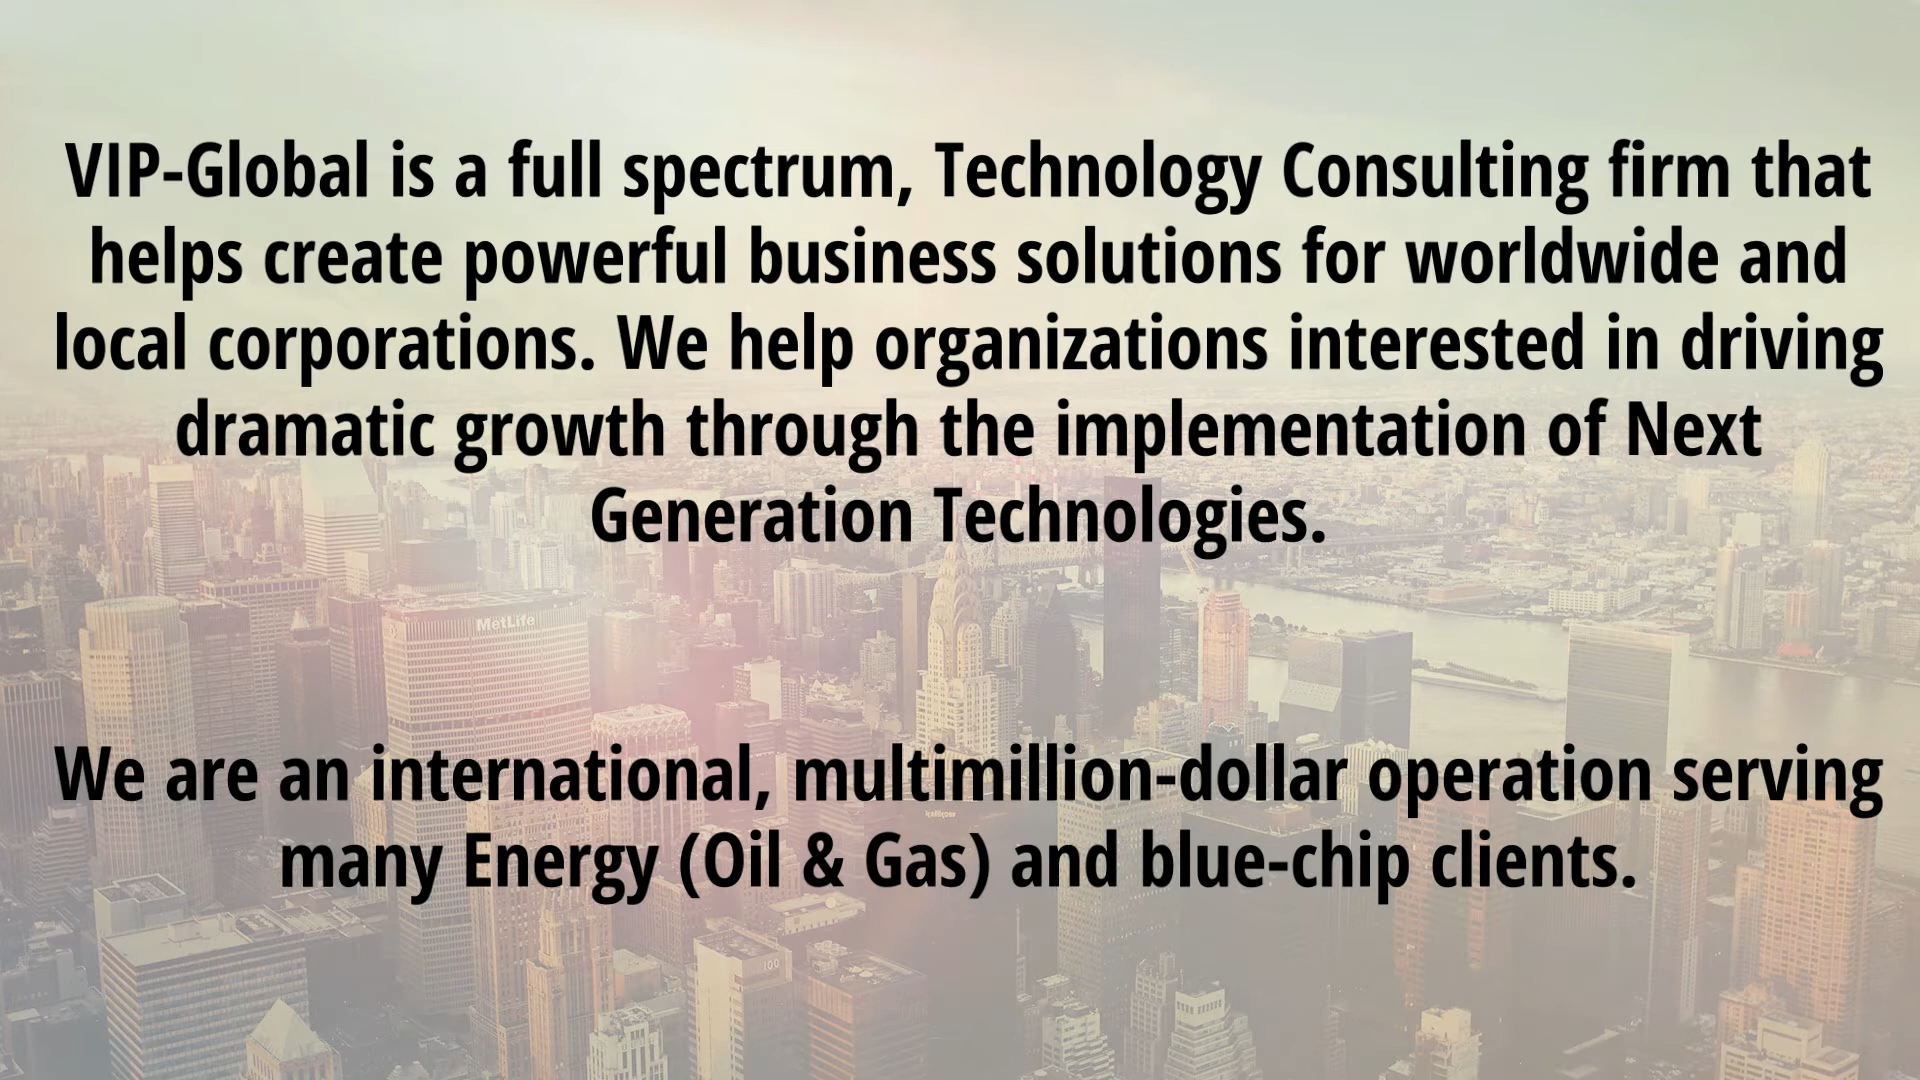 VIP-Global is a full spectrum, Technology Consulting firm that
helps create powerful business solutions for worldwide and
local corporations. We help organizations interested in driving
dramatic growth through the implementation of Next
Generation Technologies.
MetLife
We are an international, multimillion-dollar operation serving
many Energy (Oil & Gas) and blue-chip clients.
100